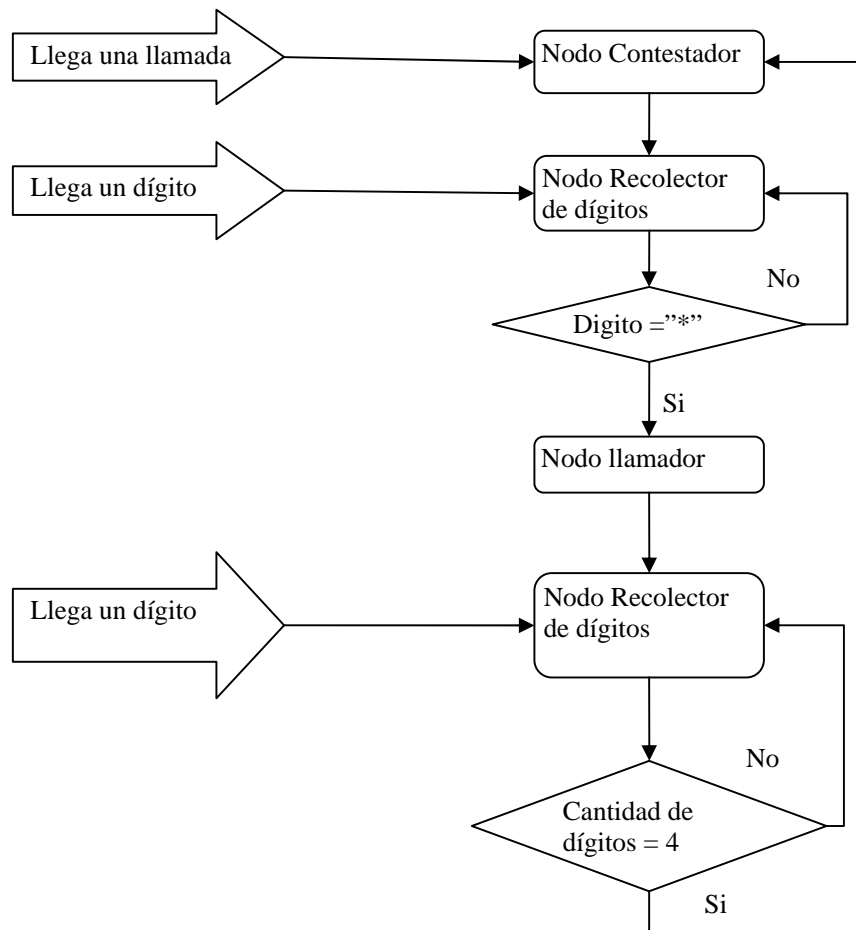 Llega una llamada
Nodo Contestador
Llega un dígito
Nodo Recolector
de dígitos
No
Digito =”*”
Si
Nodo llamador
Llega un dígito
Nodo Recolector
de dígitos
No
Cantidad de
dígitos = 4
Si